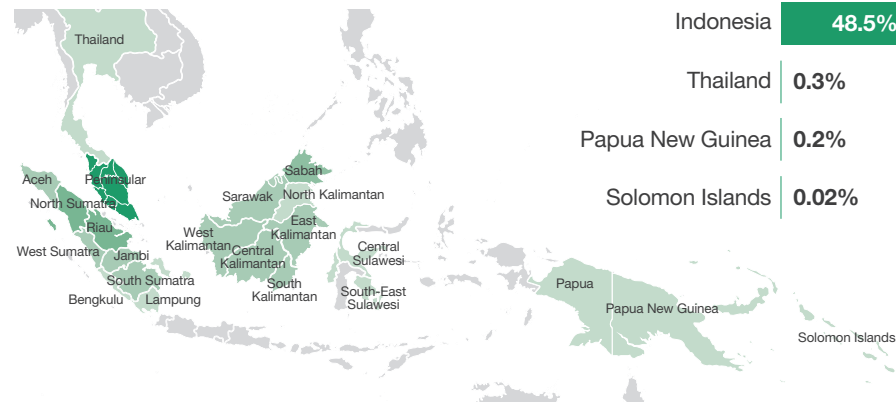 Indonesia 48.5%
Thailand 0.3%
Papua New Guinea 0.2%
Solomon Islands 0.02%
Thailand
Aceh
Peninsular
North Sumatra
Riau
West Sumatra
Jambi
South Sumatra
Bengkulu
Lampung
Sabah
Sarawak
North Kalimantan
West
Kalimantan
East
Kalimantan
Central
Kalimantan
South
Kalimantan
Central
Sulawesi
South-East
Sulawesi
Papua
Papua New Guinea
Solomon Islands